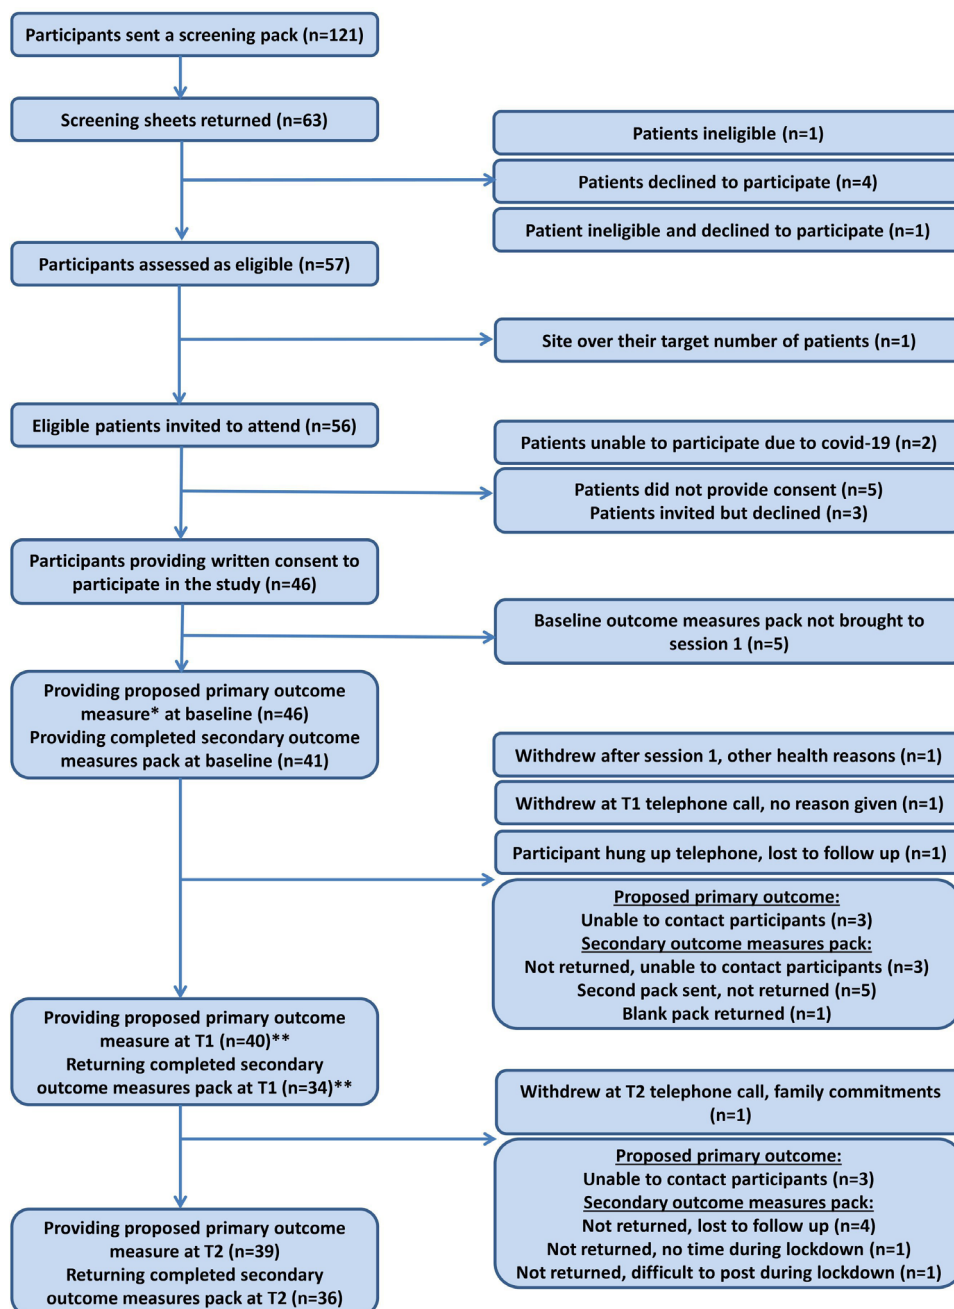 Participants sent a screening pack (n=121)
Screening sheets returned (n=63)
Patients ineligible (n=1)
Patients declined to participate (n=4)
Patient ineligible and declined to participate (n=1)
Participants assessed as eligible (n=57)
Site over their target number of patients (n=1)
Eligible patients invited to attend (n=56)
Patients unable to participate due to covid-19 (n=2)
Patients did not provide consent (n=5)
Patients invited but declined (n=3)
Participants providing written consent to
participate in the study (n=46)
Baseline outcome measures pack not brought to
session 1 (n=5)
Providing proposed primary outcome
measure* at baseline (n=46)
Providing completed secondary outcome
measures pack at baseline (n=41)
Withdrew after session 1, other health reasons (n=1)
Withdrew at T1 telephone call, no reason given (n=1)
Participant hung up telephone, lost to follow up (n=1)
Proposed primary outcome:
Unable to contact participants (n=3)
Secondary outcome measures pack:
Not returned, unable to contact participants (n=3)
Second pack sent, not returned (n=5)
Blank pack returned (n=1)
Providing proposed primary outcome
measure at T1 (n=40)**
Returning completed secondary
outcome measures pack at T1 (n=34)**
Withdrew at T2 telephone call, family commitments
(n=1)
Proposed primary outcome:
Unable to contact participants (n=3)
Secondary outcome measures pack:
Not returned, lost to follow up (n=4)
Not returned, no time during lockdown (n=1)
Not returned, difficult to post during lockdown (n=1)
Providing proposed primary outcome
measure at T2 (n=39)
Returning completed secondary
outcome measures pack at T2 (n=36)